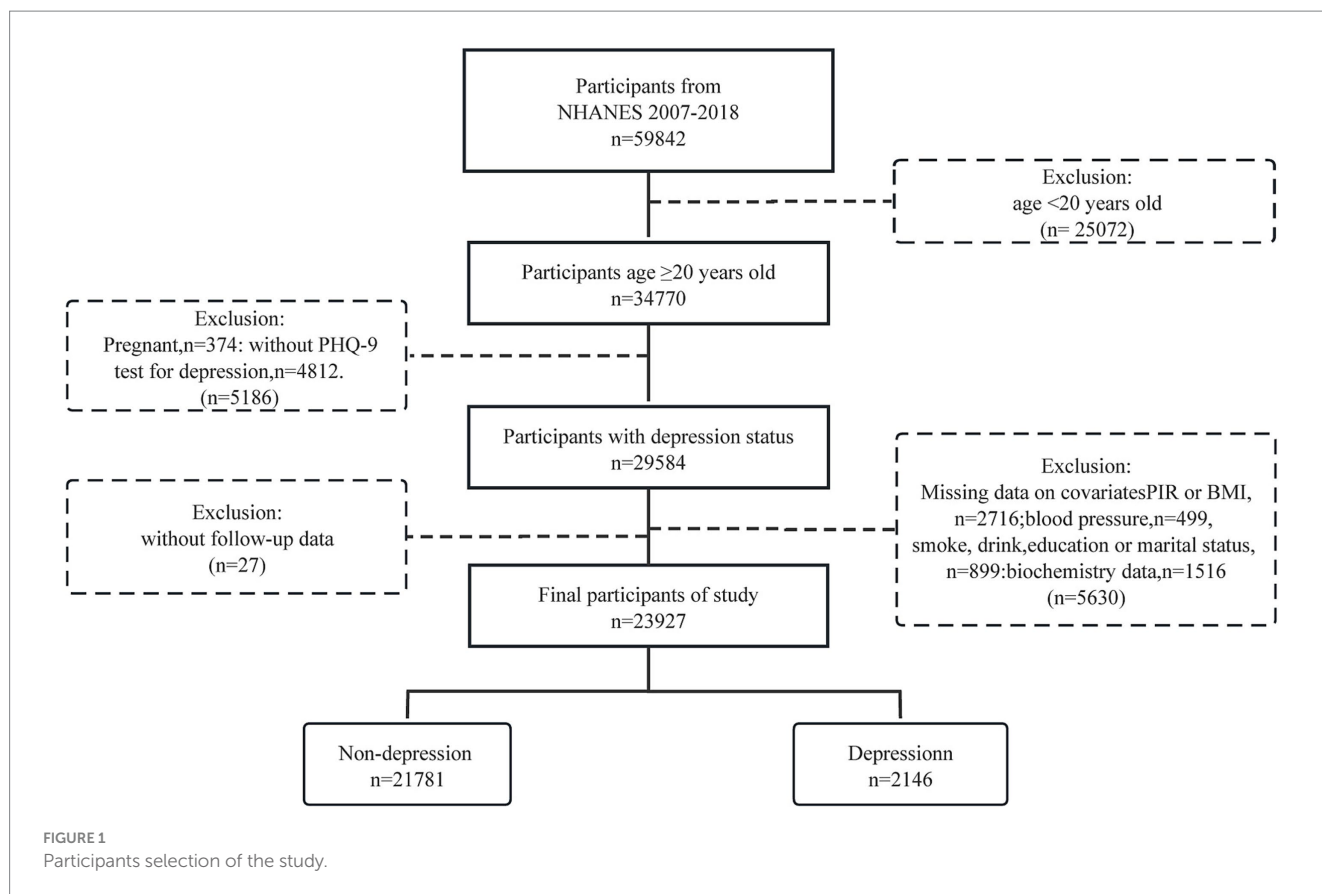 Participants from
NHANES 2007-2018
n=59842
Exclusion:
age <20 years old
(n= 25072)
Participants age ≥20 years old
n=34770
Exclusion:
Pregnant,n=374: without PHQ-9
test for depression,n=4812.
(n=5186)
Participants with depression status
n=29584
Exclusion:
Missing data on covariatesPIR or BMI,
n=2716;blood pressure,n=499,
smoke, drink,education or marital status,
n=899:biochemistry data,n=1516
(n=5630)
Exclusion:
without follow-up data
(n=27)
Final participants of study
n=23927
Non-depression
n=21781
Depressionn
n=2146
FIGURE 1
Participants selection of the study.